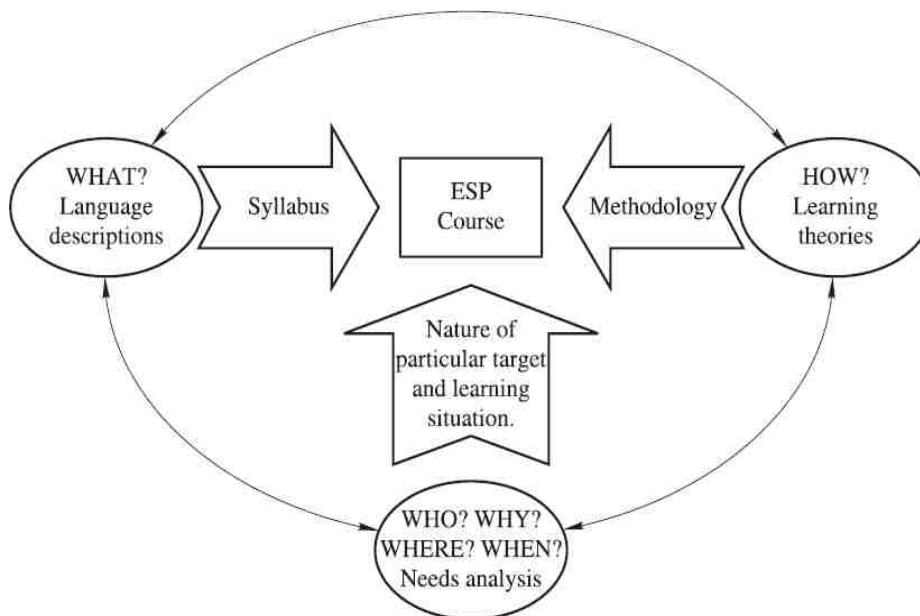 WHAT?
Language
descriptions
Syllabus
ESP
Course
Methodology
HOW?
Learning
theories
Nature of
particular target
and learning
situation.
WHO? WHY?
WHERE? WHEN?
Needs analysis